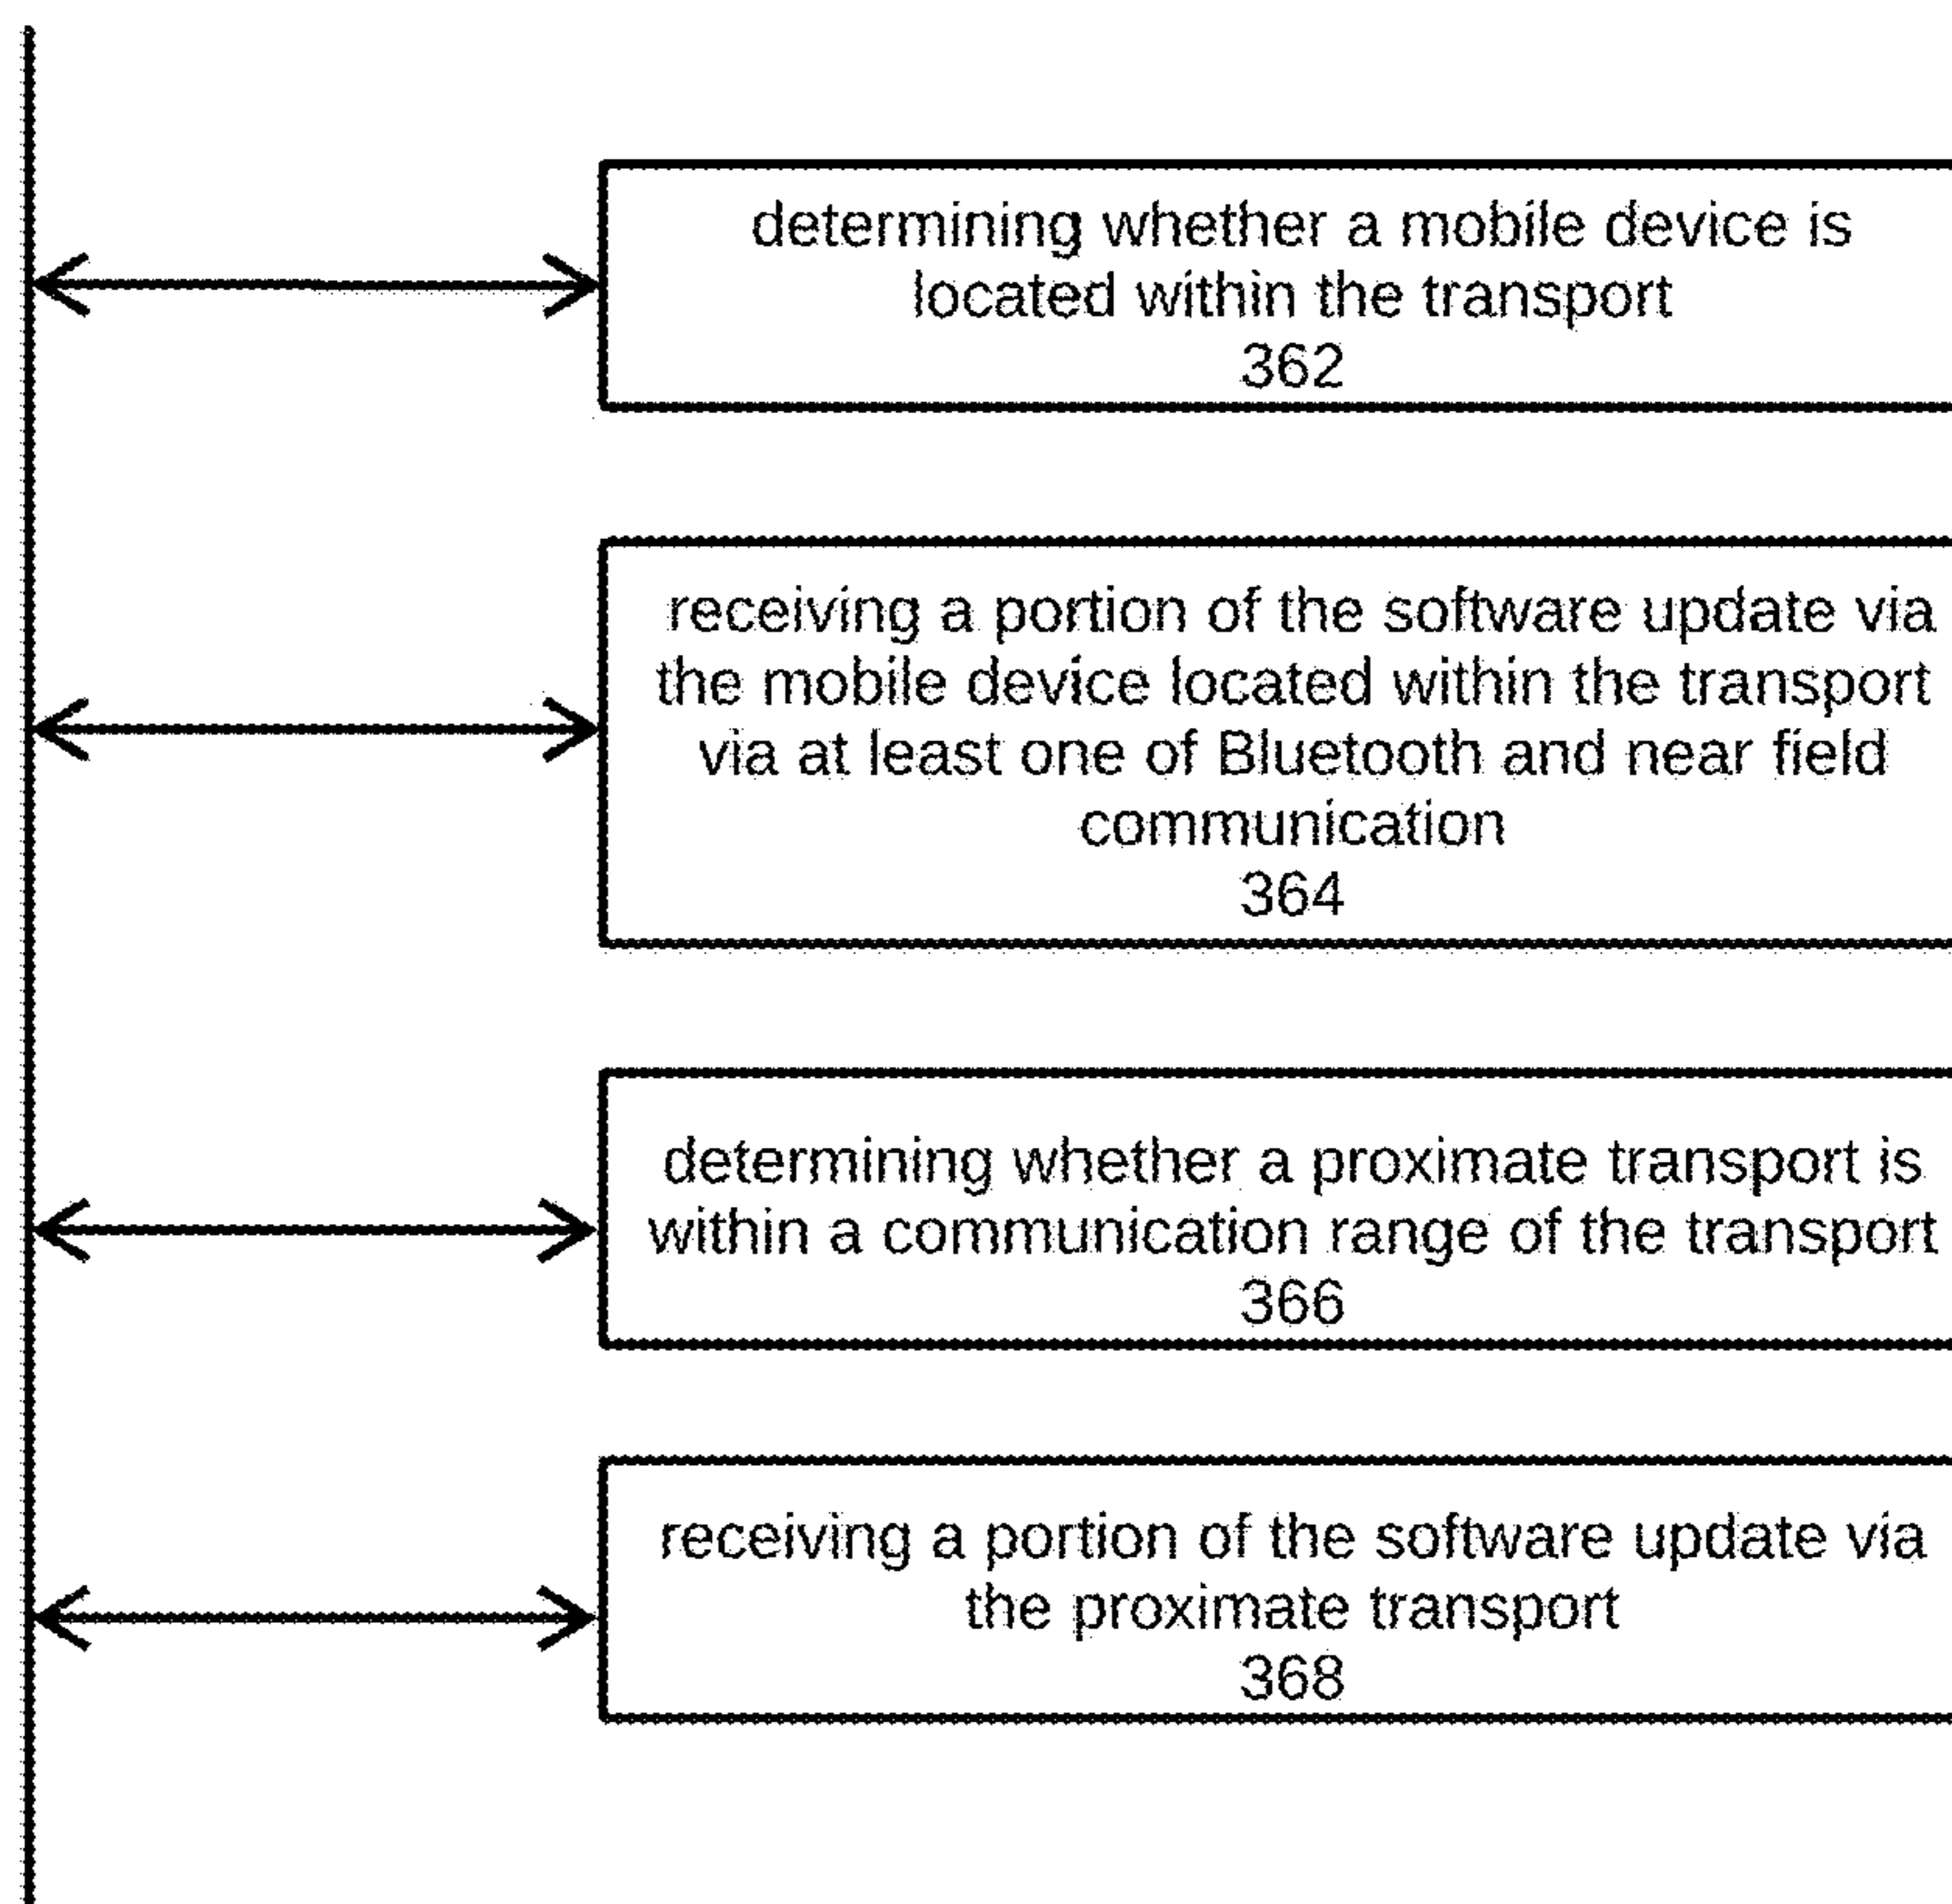 determining whether a mobile device is
located within the transport
362
receiving a portion of the software update via
the mobile device located within the transport
via at least one of Bluetooth and near field
communication
364
determining whether a proximate transport is
within a communication range of the transport
366
receiving a portion of the software update via
the proximate transport
368